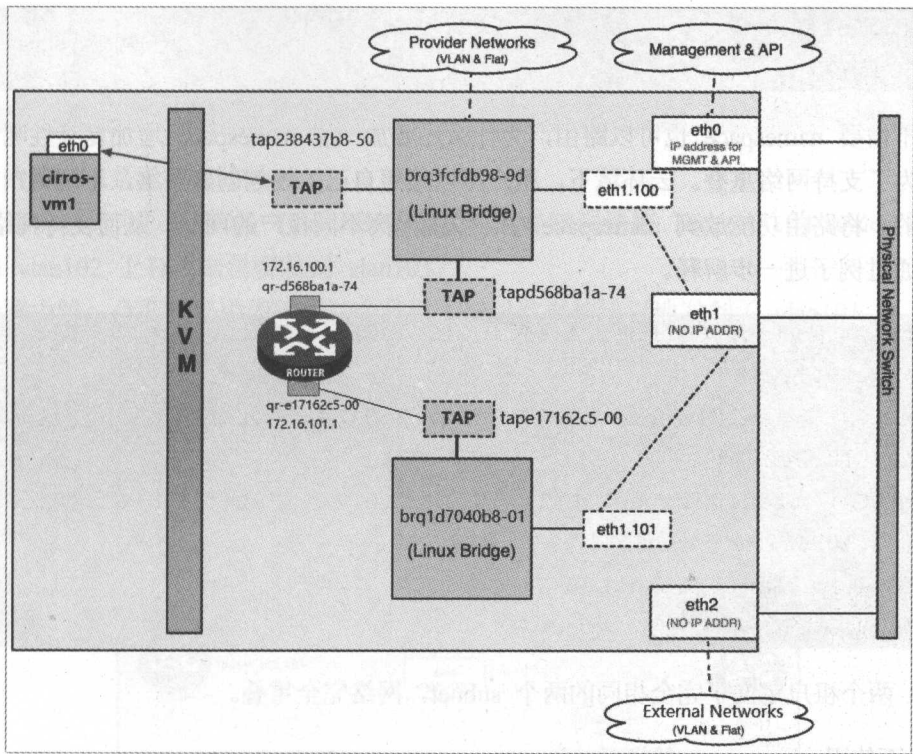 Provider Networks
(VLAN & Flat)
Management & API
eth0
cirros-
vm1
KVM
tap238437b8-50
TAP
brq3fcfdb98-9d
(Linux Bridge)
eth0
IP address for
MGMT & API
eth1.100
172.16.100.1
qr-d568ba1a-74
TAP
tapd568ba1a-74
eth1
(NO IP ADDR)
Physical Network Switch
ROUTER
qr-e17162c5-00
172.16.101.1
TAP
tape17162c5-00
brq1d7040b8-01
(Linux Bridge)
eth1.101
eth2
(NO IP ADDR)
External Networks
(VLAN & Flat)